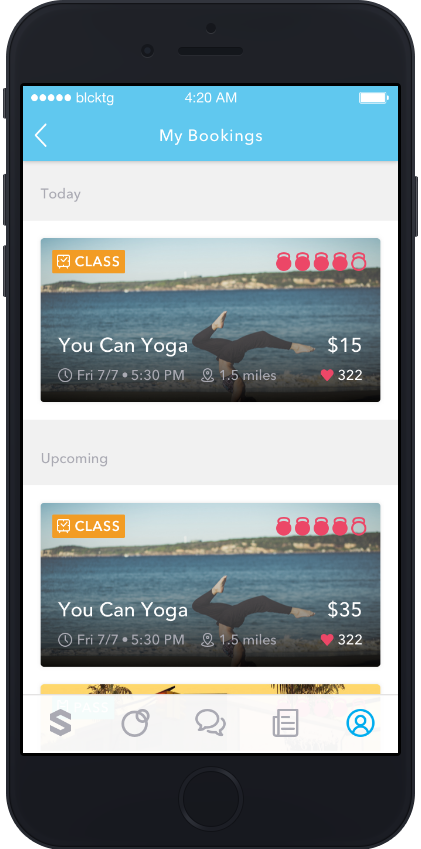 blcktg 4:20 AM
My Bookings
Today
CLASS
You Can Yoga $15
Fri 7/7 • 5:30 PM 1.5 miles 322
Upcoming
CLASS
You Can Yoga $35
Fri 7/7 • 5:30 PM 1.5 miles 322
PASS